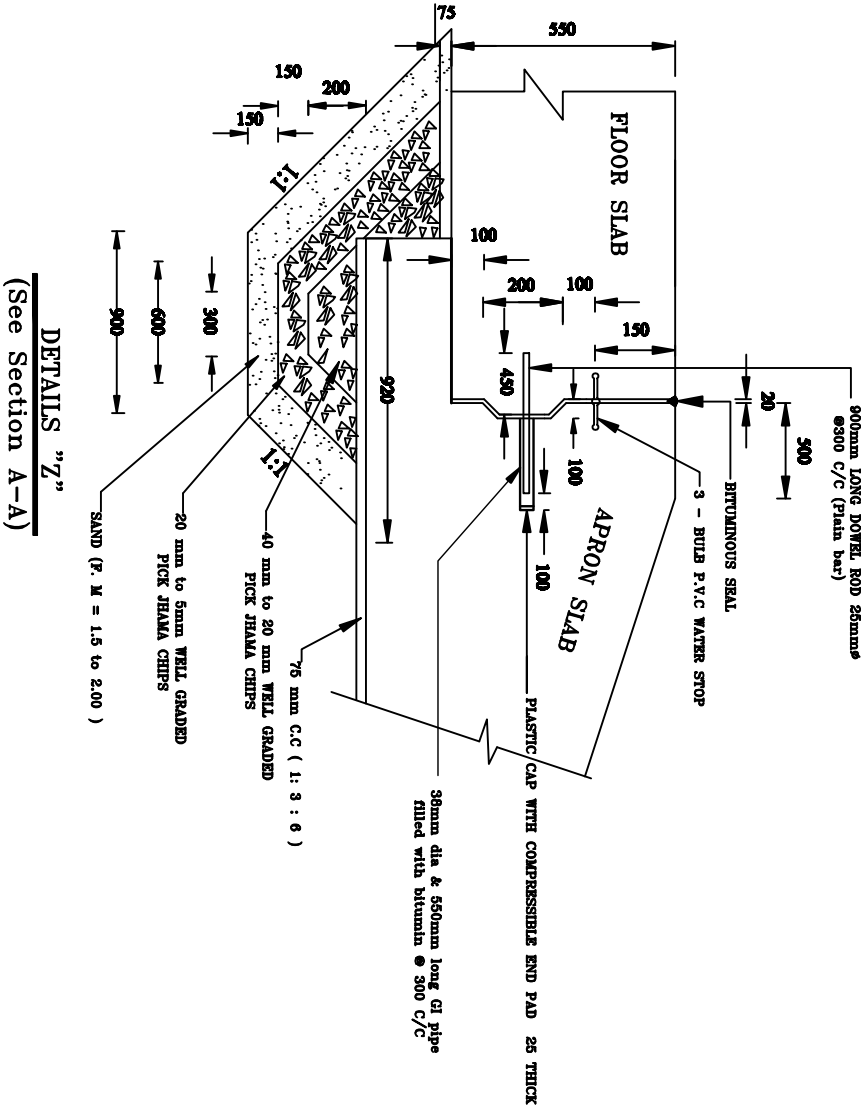 900mm LONG DOWEL ROD 25mmø
@300 C/C (Plain bar)
BITUMINOUS SEAL
3 - BULB P.V.C WATER STOP
PLASTIC CAP WITH COMPRESSIBLE END PAD 25 THICK
38mm dia & 550mm long GI pipe
filled with bitumin @ 300 C/C
75 mm C.C ( 1: 3 : 6 )
40 mm to 20 mm WELL GRADED
PICK JHAMA CHIPS
20 mm to 5mm WELL GRADED
PICK JHAMA CHIPS
SAND (F. M = 1.5 to 2.00 )
FLOOR SLAB
APRON SLAB
550
75
150
200
150
1:1
1:1
100
200
100
150
20
500
450
100
100
920
300
600
900
DETAILS "Z"
(See Section A-A)